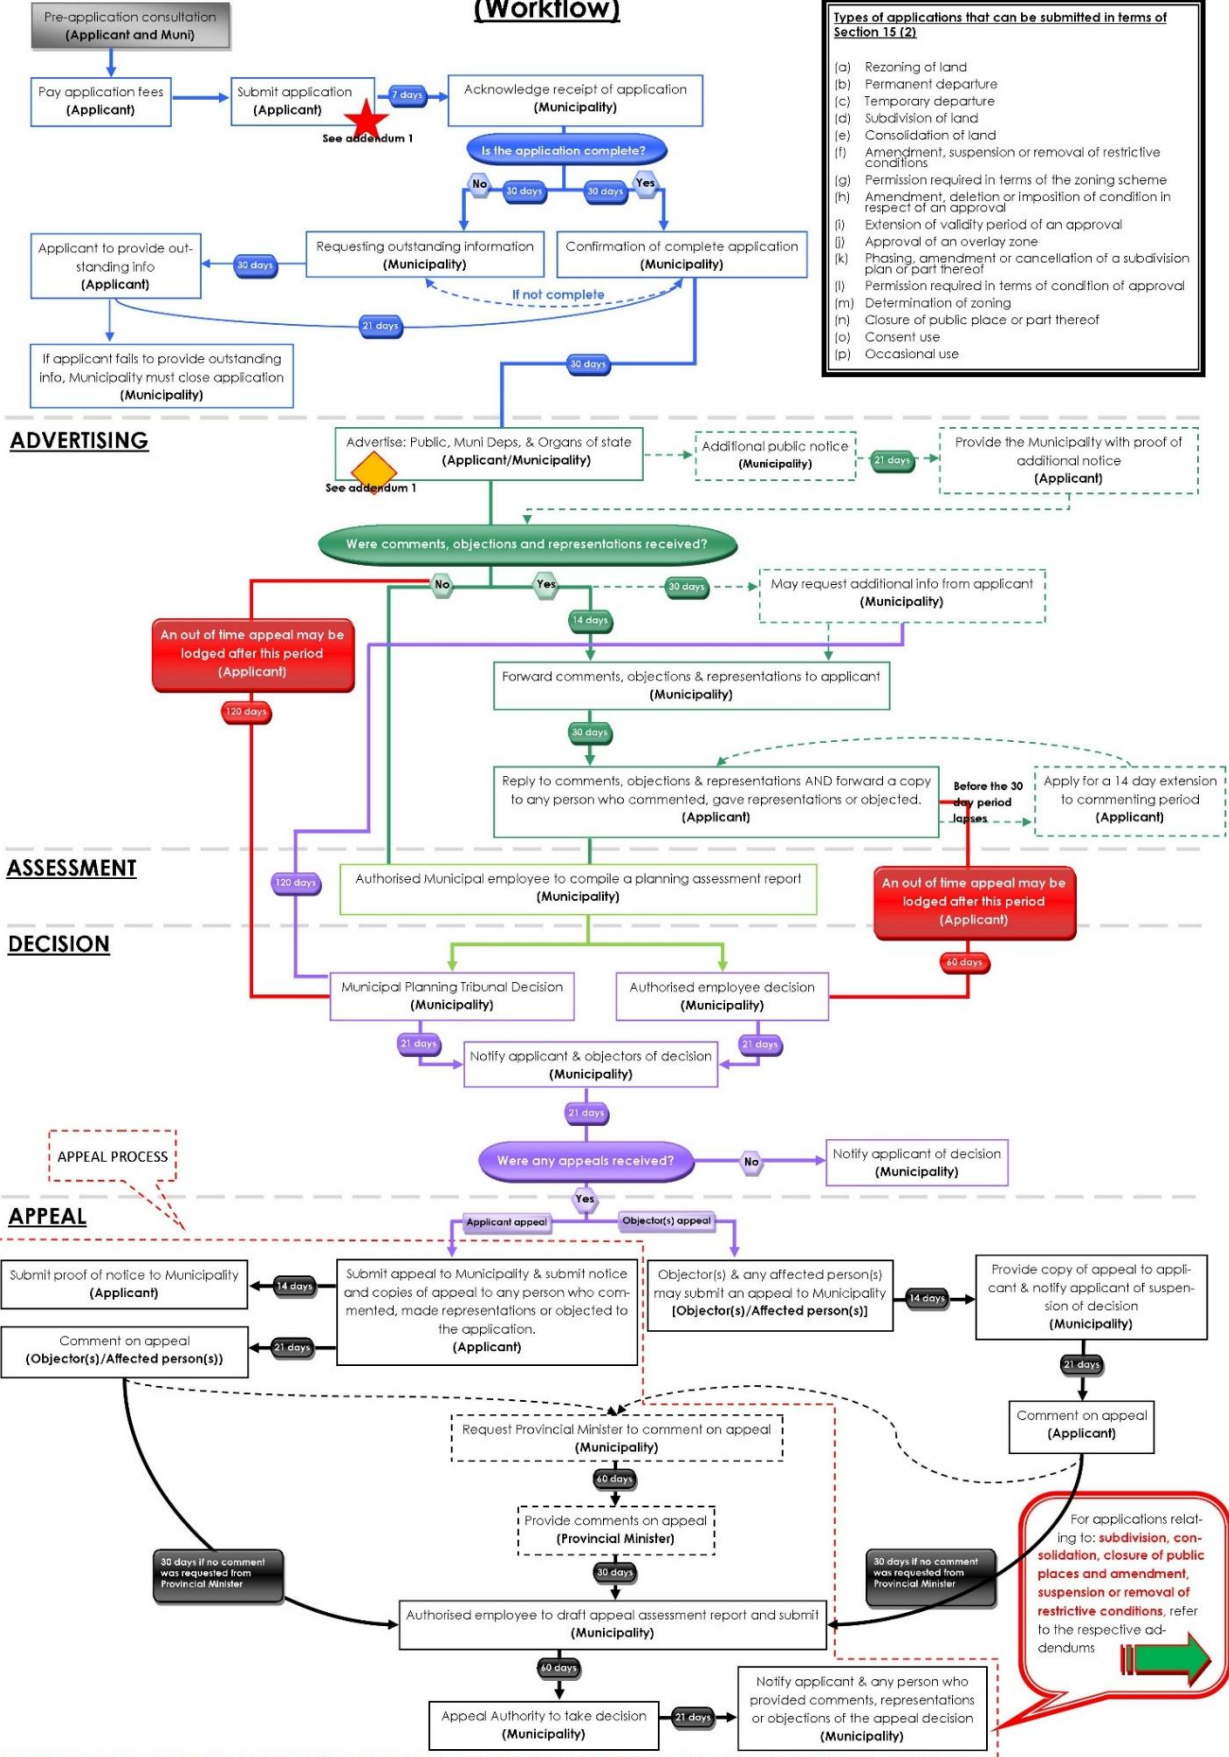 (Workflow)
Pre-application consultation
(Applicant and Muni)
Pay application fees
(Applicant)
Submit application
(Applicant)
See addendum 1
7 days
Acknowledge receipt of application
(Municipality)
Is the application complete?
No
30 days
30 days
Yes
Applicant to provide out-
standing info
(Applicant)
30 days
Requesting outstanding information
(Municipality)
Confirmation of complete application
(Municipality)
If not complete
21 days
If applicant fails to provide outstanding
info, Municipality must close application
(Municipality)
30 days
Types of applications that can be submitted in terms of
Section 15 (2)
(a) Rezoning of land
(b) Permanent departure
(c) Temporary departure
(d) Subdivision of land
(e) Consolidation of land
(f) Amendment, suspension or removal of restrictive
conditions
(g) Permission required in terms of the zoning scheme
(h) Amendment, deletion or imposition of condition in
respect of an approval
(i) Extension of validity period of an approval
(j) Approval of an overlay zone
(k) Phasing, amendment or cancellation of a subdivision
plan or part thereof
(l) Permission required in terms of condition of approval
(m) Determination of zoning
(n) Closure of public place or part thereof
(o) Consent use
(p) Occasional use
ADVERTISING
Advertise: Public, Muni Deps, & Organs of state
(Applicant/Municipality)
See addendum 1
Additional public notice
(Municipality)
21 days
Provide the Municipality with proof of
additional notice
(Applicant)
Were comments, objections and representations received?
No
Yes
30 days
May request additional info from applicant
(Municipality)
14 days
An out of time appeal may be
lodged after this period
(Applicant)
120 days
Forward comments, objections & representations to applicant
(Municipality)
30 days
Reply to comments, objections & representations AND forward a copy
to any person who commented, gave representations or objected.
(Applicant)
Before the 30
day period
lapses
Apply for a 14 day extension
to commenting period
(Applicant)
ASSESSMENT
120 days
Authorised Municipal employee to compile a planning assessment report
(Municipality)
An out of time appeal may be
lodged after this period
(Applicant)
60 days
DECISION
Municipal Planning Tribunal Decision
(Municipality)
Authorised employee decision
(Municipality)
21 days
21 days
Notify applicant & objectors of decision
(Municipality)
21 days
Were any appeals received?
No
Notify applicant of decision
(Municipality)
Yes
APPEAL PROCESS
APPEAL
Applicant appeal
Objector(s) appeal
Submit proof of notice to Municipality
(Applicant)
14 days
Submit appeal to Municipality & submit notice
and copies of appeal to any person who com-
mented, made representations or objected to
the application.
(Applicant)
Objector(s) & any affected person(s)
may submit an appeal to Municipality
[Objector(s)/Affected person(s)]
14 days
Provide copy of appeal to appli-
cant & notify applicant of suspen-
sion of decision
(Municipality)
Comment on appeal
(Objector(s)/Affected person(s))
21 days
21 days
Comment on appeal
(Applicant)
Request Provincial Minister to comment on appeal
(Municipality)
60 days
Provide comments on appeal
(Provincial Minister)
30 days
30 days if no comment
was requested from
Provincial Minister
30 days if no comment
was requested from
Provincial Minister
Authorised employee to draft appeal assessment report and submit
(Municipality)
60 days
Appeal Authority to take decision
(Municipality)
21 days
Notify applicant & any person who
provided comments, representations
or objections of the appeal decision
(Municipality)
For applications relat-
ing to: subdivision, con-
solidation, closure of public
places and amendment,
suspension or removal of
restrictive conditions, refer
to the respective ad-
dendums